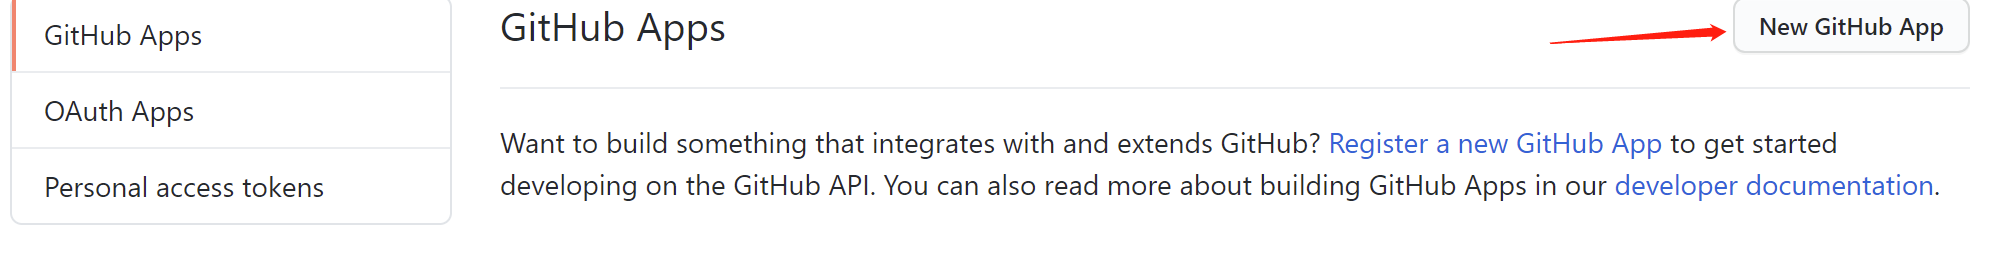 GitHub Apps
OAuth Apps
Personal access tokens
GitHub Apps
New GitHub App
Want to build something that integrates with and extends GitHub? Register a new GitHub App to get started
developing on the GitHub API. You can also read more about building GitHub Apps in our developer documentation.